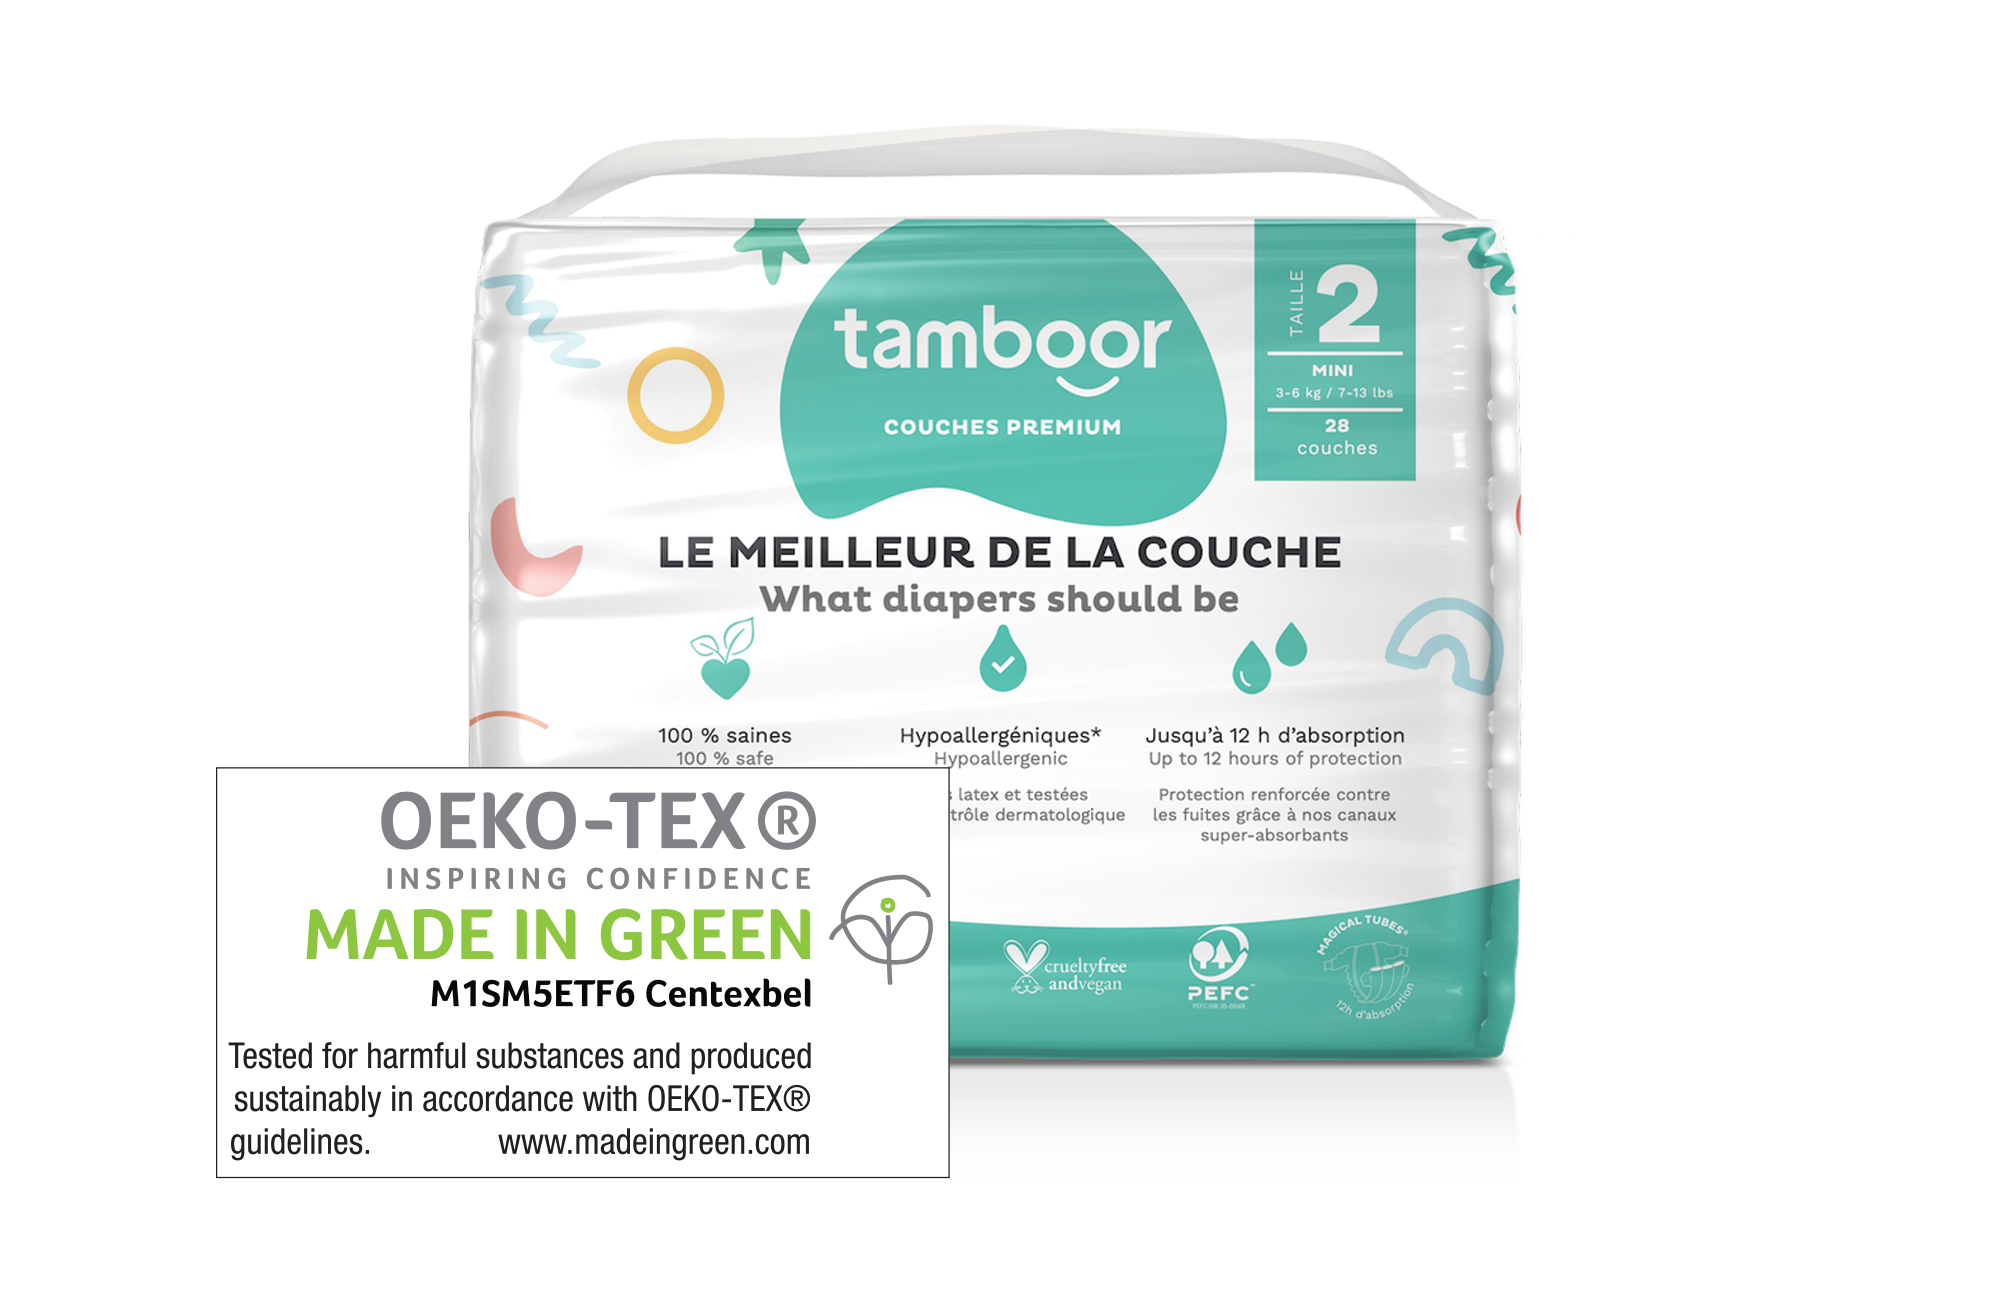 tamboor
COUCHES PREMIUM
TAILLE 2
MINI
3-6 kg / 7-13 lbs
28
couches
LE MEILLEUR DE LA COUCHE
What diapers should be
100 % saines
100 % safe
Hypoallergéniques*
Hypoallergenic
latex et testées
dermatologique
Jusqu'à 12 h d'absorption
Up to 12 hours of protection
Protection renforcée contre
les fuites grâce à nos canaux
super-absorbants
crueltyfree
andvegan
PEFC™
MAGICAL TUBES®
12h d'absorption
OEKO-TEX®
INSPIRING CONFIDENCE
MADE IN GREEN
M1SM5ETF6 Centexbel
Tested for harmful substances and produced
sustainably in accordance with OEKO-TEX®
guidelines. www.madeingreen.com